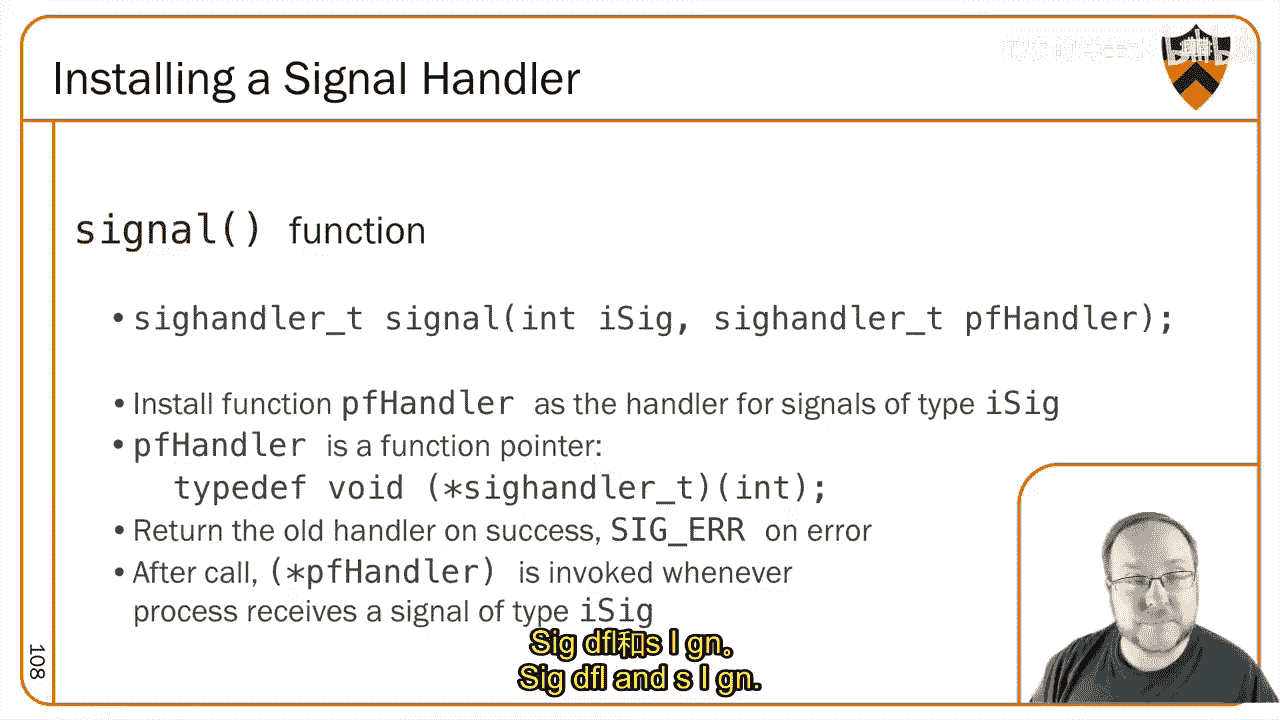 Installing a Signal Handler
signal() function
• sighandler_t signal(int iSig, sighandler_t pfHandler);
• Install function pfHandler as the handler for signals of type iSig
• pfHandler is a function pointer:
typedef void (*sighandler_t)(int);
• Return the old handler on success, SIG_ERR on error
• After call, (*pfHandler) is invoked whenever
process receives a signal of type iSig
108
Sig dfl和s I gn。
Sig dfl and s I gn.